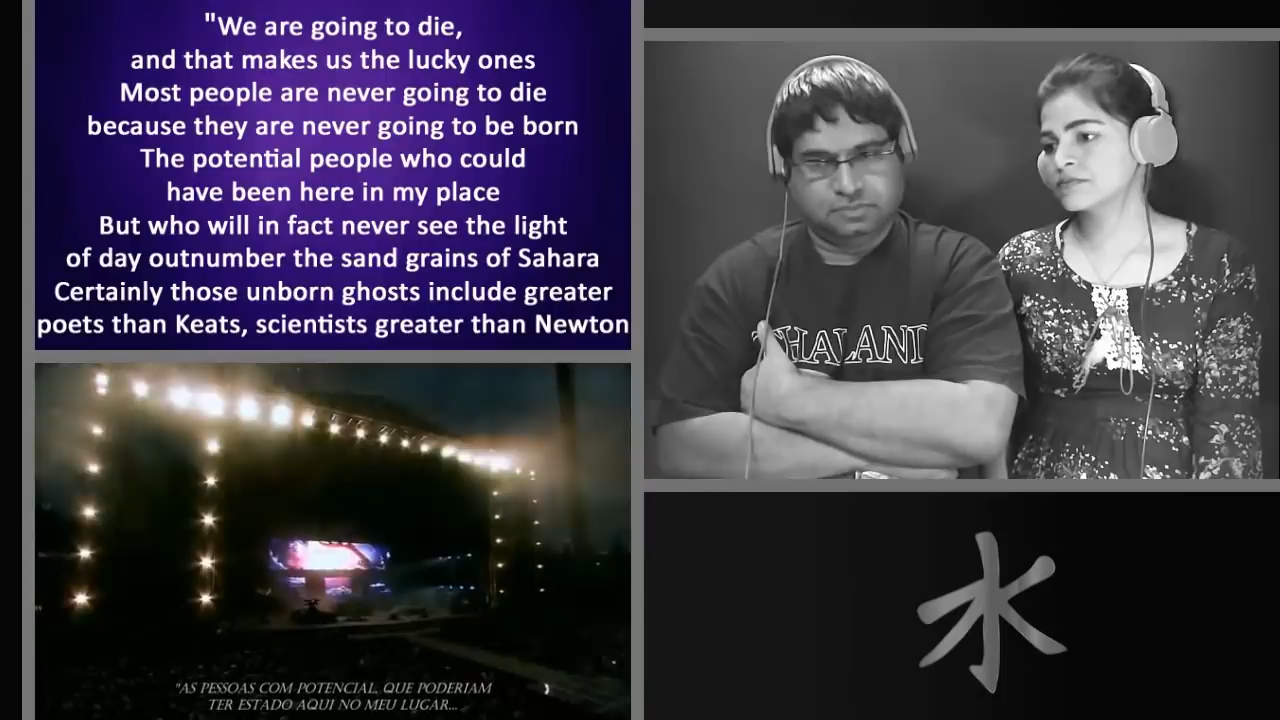 "We are going to die,
and that makes us the lucky ones
Most people are never going to die
because they are never going to be born
The potential people who could
have been here in my place
But who will in fact never see the light
of day outnumber the sand grains of Sahara
Certainly those unborn ghosts include greater
poets than Keats, scientists greater than Newton
"AS PESSOAS COM POTENCIAL, QUE PODERIAM
TER ESTADO AQUI NO MEU LUGAR...
水